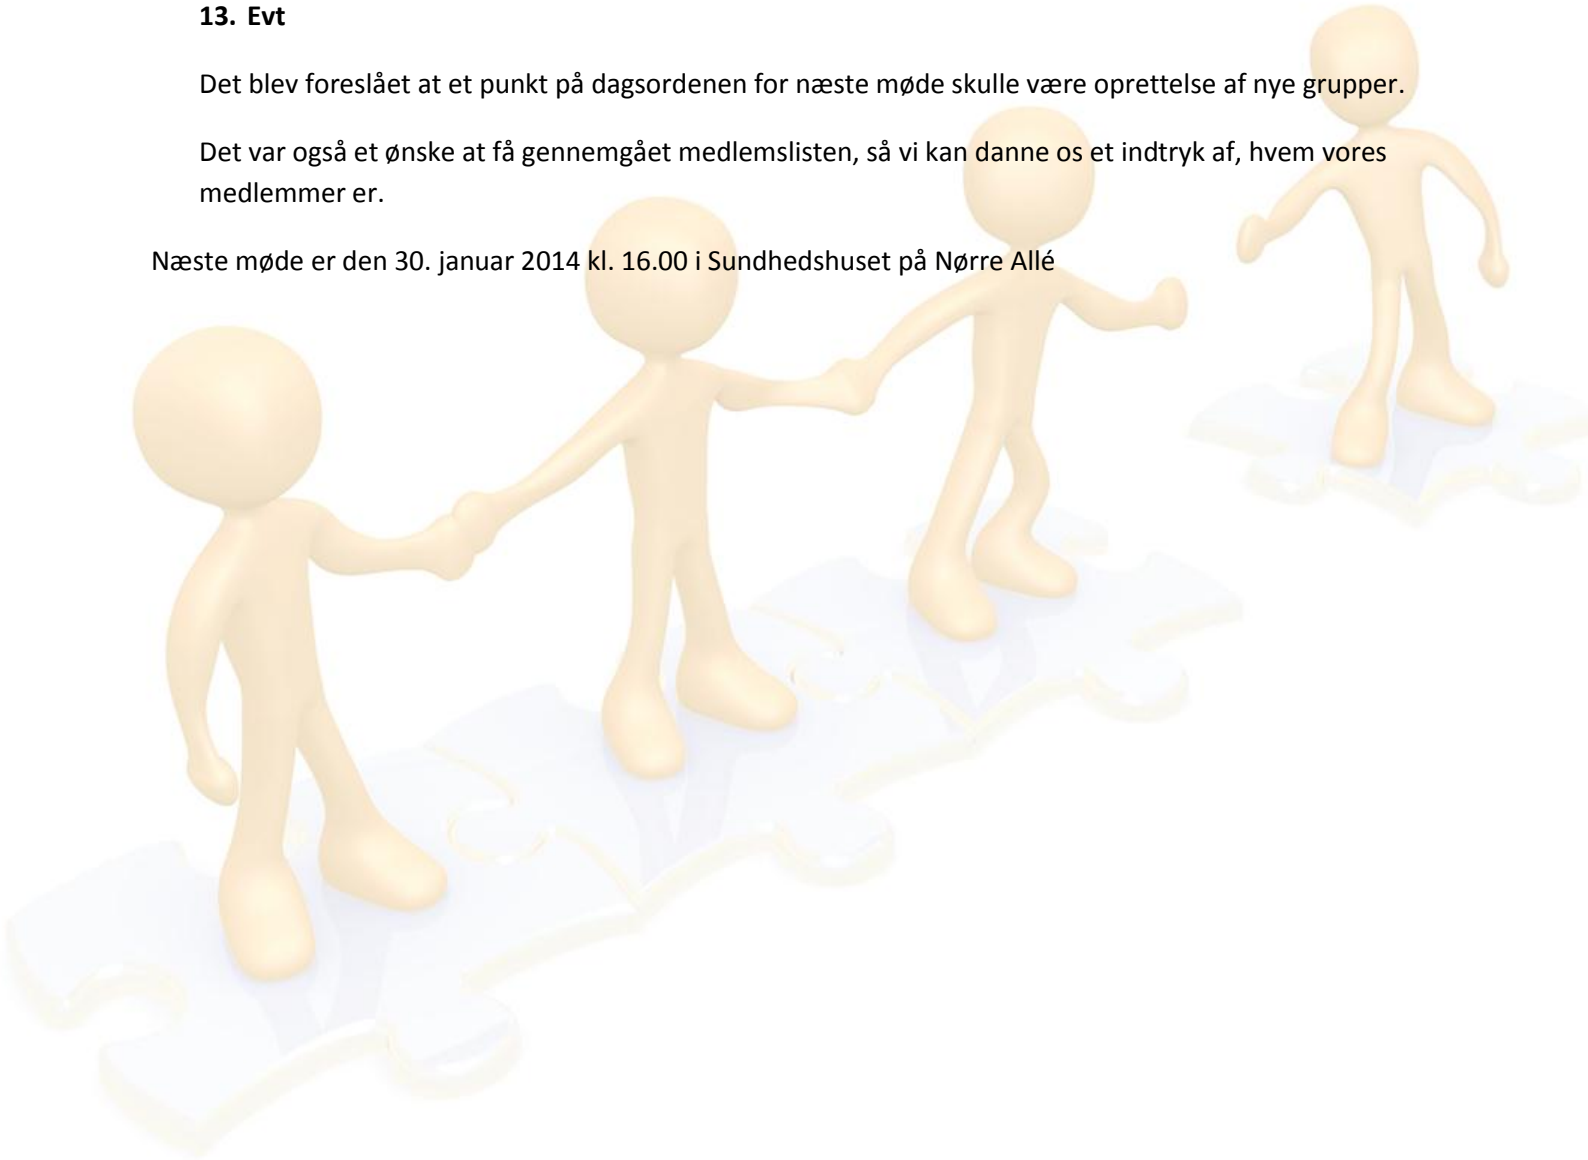 13. Evt
Det blev foreslået at et punkt på dagsordenen for næste møde skulle være oprettelse af nye grupper.
Det var også et ønske at få gennemgået medlemslisten, så vi kan danne os et indtryk af, hvem vores
medlemmer er.
Næste møde er den 30. januar 2014 kl. 16.00 i Sundhedshuset på Nørre Allé